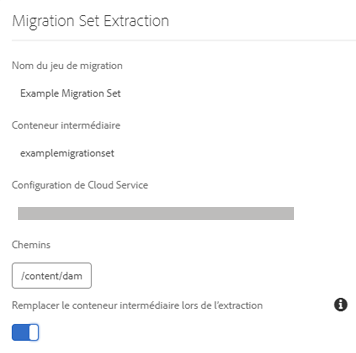 Migration Set Extraction
Nom du jeu de migration
Example Migration Set
Conteneur intermédiaire
examplemigrationset
Configuration de Cloud Service
Chemins
/content/dam
Remplacer le conteneur intermédiaire lors de l'extraction